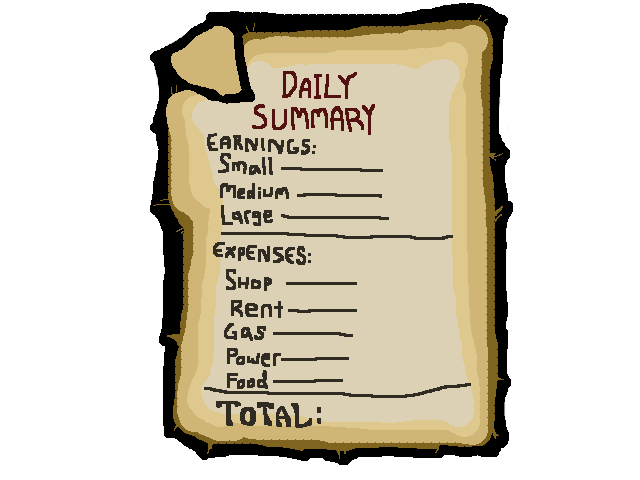 DAILY
SUMMARY
EARNINGS:
Small
Medium
Large
EXPENSES:
SHOP
Rent
Gas
Power
Food
TOTAL: